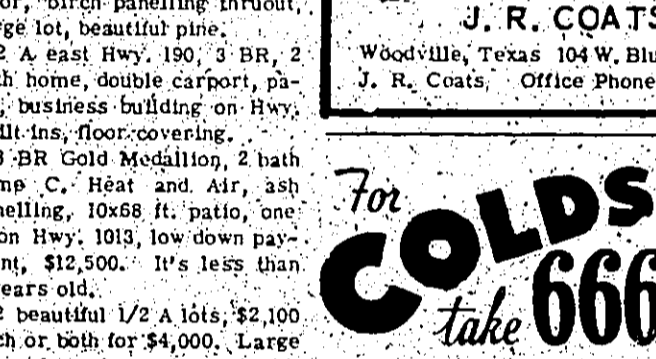 or, birch panelling thruout,
ge lot, beautiful pine.
2 A east Hwy. 190, 3 BR, 2
th home, double carport, pa-
, business building on Hwy.
ilt-ins, floor covering.
3 BR Gold Medallion, 2 bath
me C. Heat and Air, ash
nelling, 10x68 ft. patio, one
on Hwy. 1013, low down pay-
nt, $12,500. It's less than
ears old.
2 beautiful 1/2 A lots, $2,100
ch or both for $4,000. Large
J. R. COATS
Woodville, Texas 104 W. Blu
J. R. Coats, Office Phone
For
COLDS
take 666